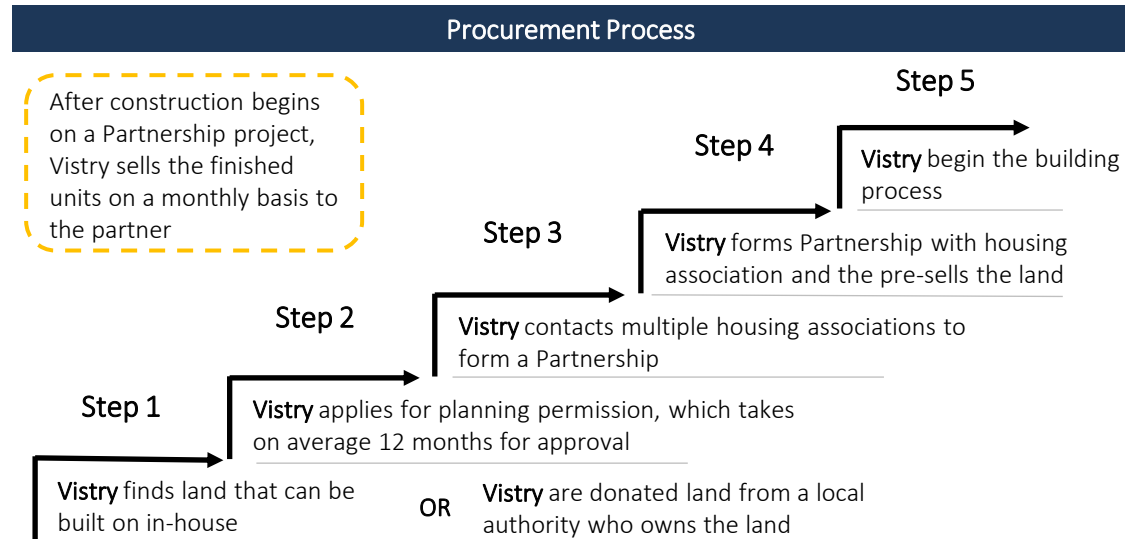 Procurement Process
After construction begins
on a Partnership project,
Vistry sells the finished
units on a monthly basis to
the partner
Step 1
Vistry finds land that can be
built on in-house
OR
Vistry are donated land from a local
authority who owns the land
Step 2
Vistry applies for planning permission, which takes
on average 12 months for approval
Step 3
Vistry contacts multiple housing associations to
form a Partnership
Step 4
Vistry forms Partnership with housing
association and the pre-sells the land
Step 5
Vistry begin the building
process